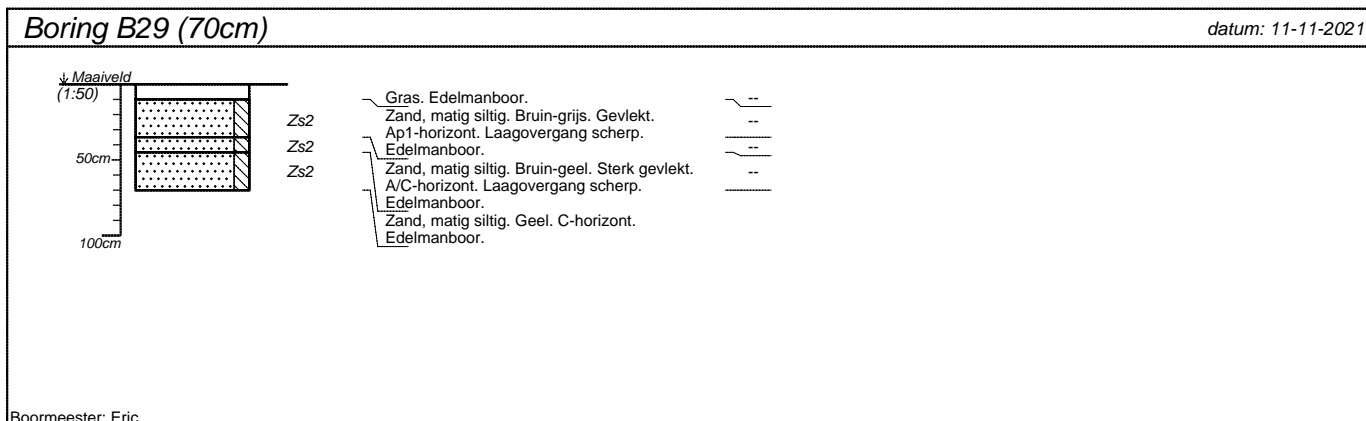 Boring B29 (70cm)
datum: 11-11-2021
Maaiveld
(1:50)
50cm
100cm
Zs2
Zs2
Zs2
Gras. Edelmanboor.
Zand, matig siltig. Bruin-grijs. Gevlekt.
Ap1-horizont. Laagovergang scherp.
Edelmanboor.
Zand, matig siltig. Bruin-geel. Sterk gevlekt.
A/C-horizont. Laagovergang scherp.
Edelmanboor.
Zand, matig siltig. Geel. C-horizont.
Edelmanboor.
--
--
--
--
Boormeester: Eric